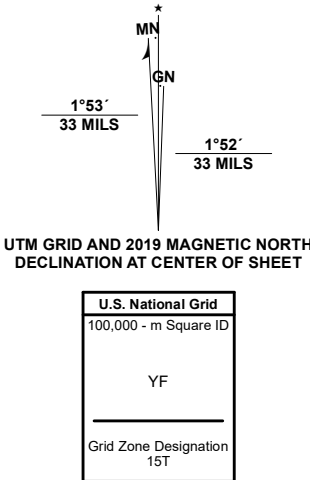 ★
MN
GN
1°53´
33 MILS
1°52´
33 MILS
UTM GRID AND 2019 MAGNETIC NORTH
DECLINATION AT CENTER OF SHEET
U.S. National Grid
100,000 - m Square ID
YF
Grid Zone Designation
15T